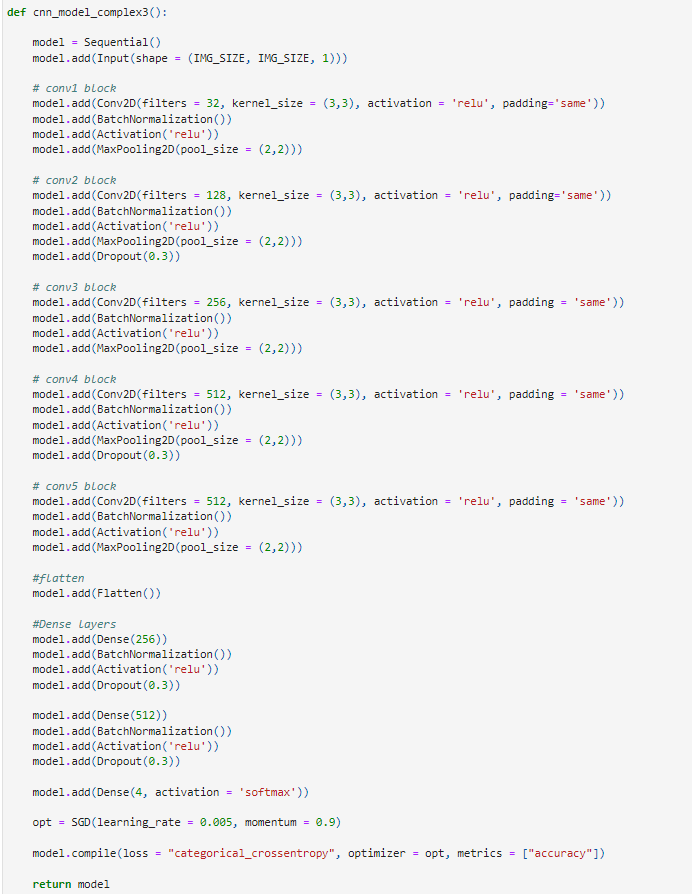 def cnn_model_complex3():
model = Sequential()
model.add(Input(shape = (IMG_SIZE, IMG_SIZE, 1)))
# conv1 block
model.add(Conv2D(filters = 32, kernel_size = (3,3), activation = 'relu', padding='same'))
model.add(BatchNormalization())
model.add(Activation('relu'))
model.add(MaxPooling2D(pool_size = (2,2)))
# conv2 block
model.add(Conv2D(filters = 128, kernel_size = (3,3), activation = 'relu', padding='same'))
model.add(BatchNormalization())
model.add(Activation('relu'))
model.add(MaxPooling2D(pool_size = (2,2)))
model.add(Dropout(0.3))
# conv3 block
model.add(Conv2D(filters = 256, kernel_size = (3,3), activation = 'relu', padding = 'same'))
model.add(BatchNormalization())
model.add(Activation('relu'))
model.add(MaxPooling2D(pool_size = (2,2)))
# conv4 block
model.add(Conv2D(filters = 512, kernel_size = (3,3), activation = 'relu', padding = 'same'))
model.add(BatchNormalization())
model.add(Activation('relu'))
model.add(MaxPooling2D(pool_size = (2,2)))
model.add(Dropout(0.3))
# conv5 block
model.add(Conv2D(filters = 512, kernel_size = (3,3), activation = 'relu', padding = 'same'))
model.add(BatchNormalization())
model.add(Activation('relu'))
model.add(MaxPooling2D(pool_size = (2,2)))
#flatten
model.add(Flatten())
#Dense layers
model.add(Dense(256))
model.add(BatchNormalization())
model.add(Activation('relu'))
model.add(Dropout(0.3))
model.add(Dense(512))
model.add(BatchNormalization())
model.add(Activation('relu'))
model.add(Dropout(0.3))
model.add(Dense(4, activation = 'softmax'))
opt = SGD(learning_rate = 0.005, momentum = 0.9)
model.compile(loss = "categorical_crossentropy", optimizer = opt, metrics = ["accuracy"])
return model